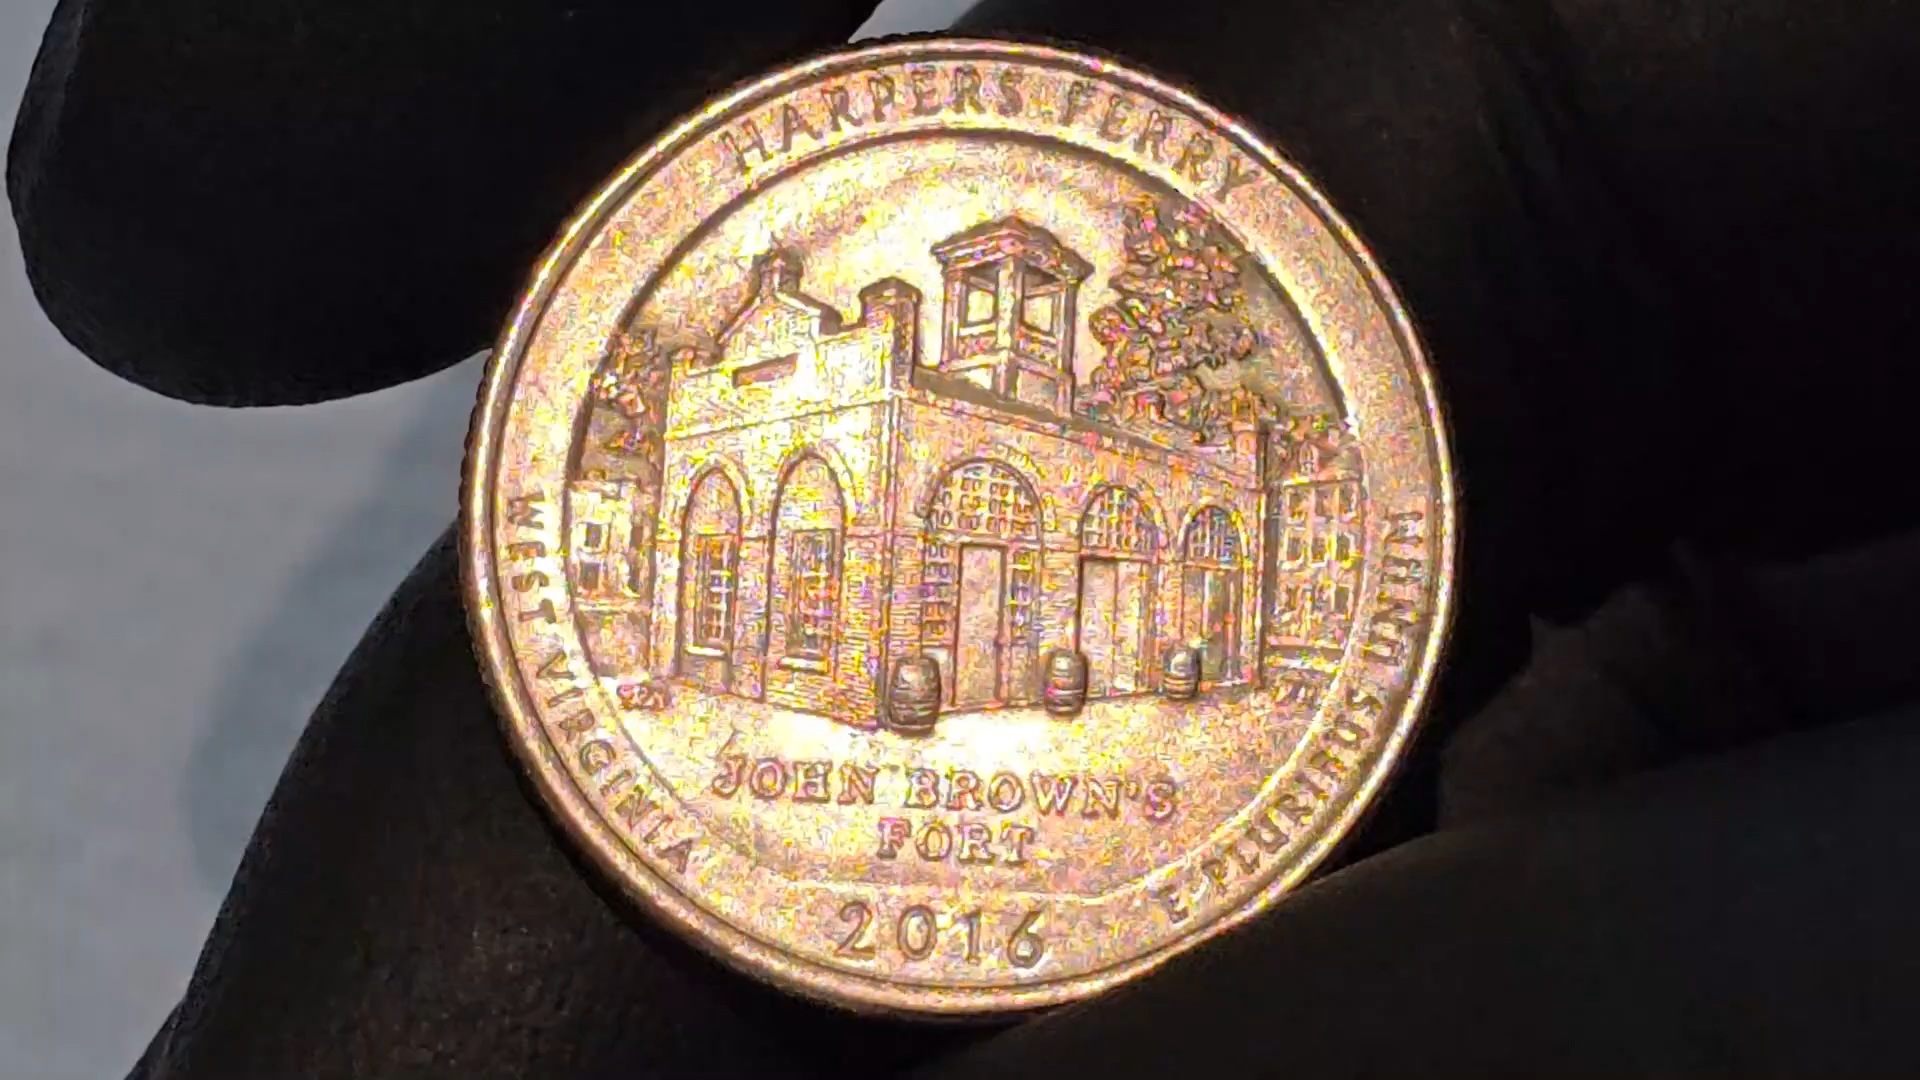 HARPERS FERRY
WEST VIRGINIA
JOHN BROWN'S
FORT
2016
E PLURIBUS UNUM